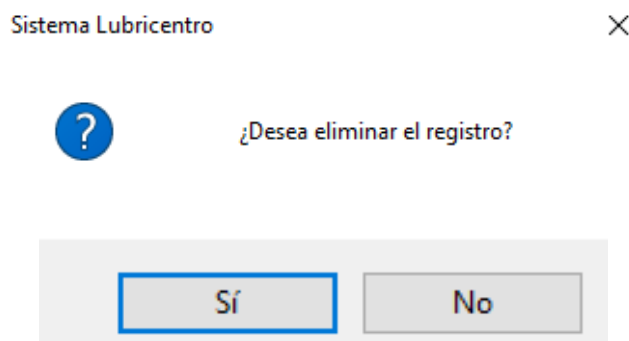 Sistema Lubricentro
¿Desea eliminar el registro?
Sí
No